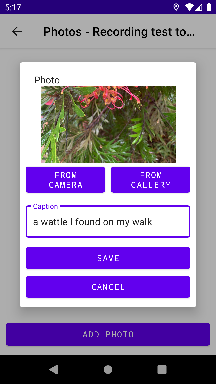 5:17
Photos - Recording test to...
Photo
FROM
CAMERA
FROM
GALLERY
Caption
a wattle I found on my walk
SAVE
CANCEL
ADD PHOTO